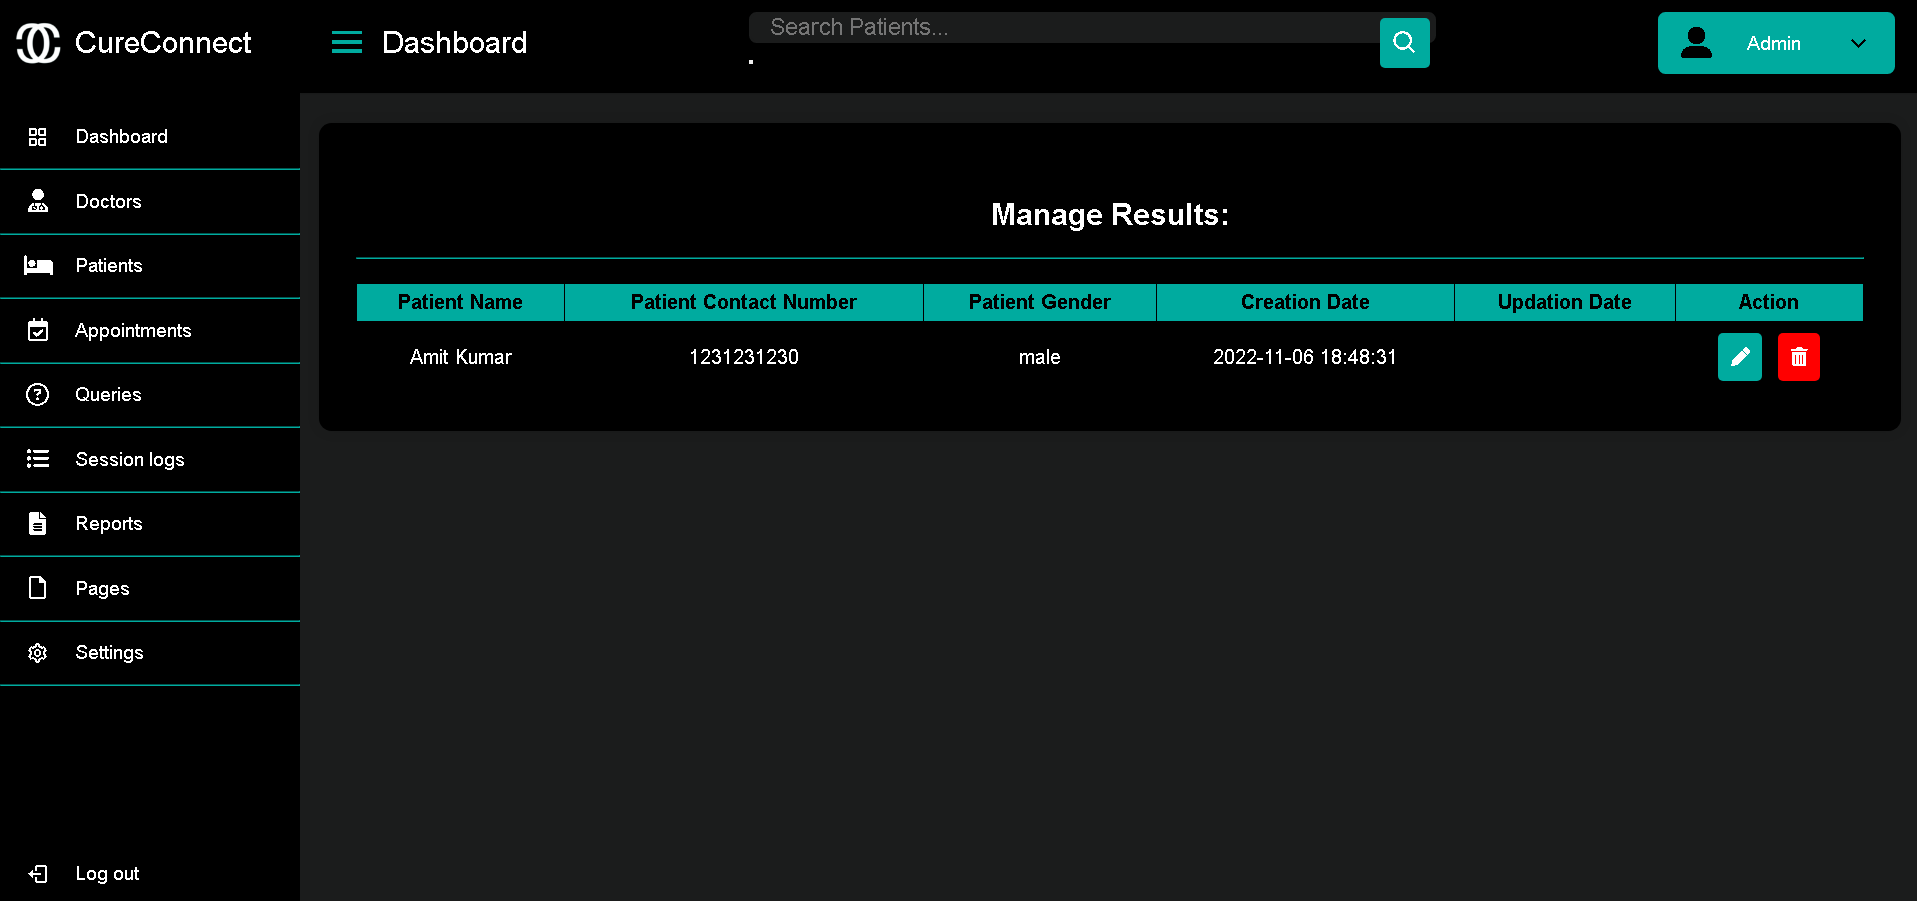 CureConnect
Dashboard
Search Patients...
Admin
Dashboard
Doctors
Patients
Appointments
Queries
Session logs
Reports
Pages
Settings
Log out
Manage Results:
Patient Name Patient Contact Number Patient Gender Creation Date Updation Date Action
Amit Kumar 1231231230 male 2022-11-06 18:48:31